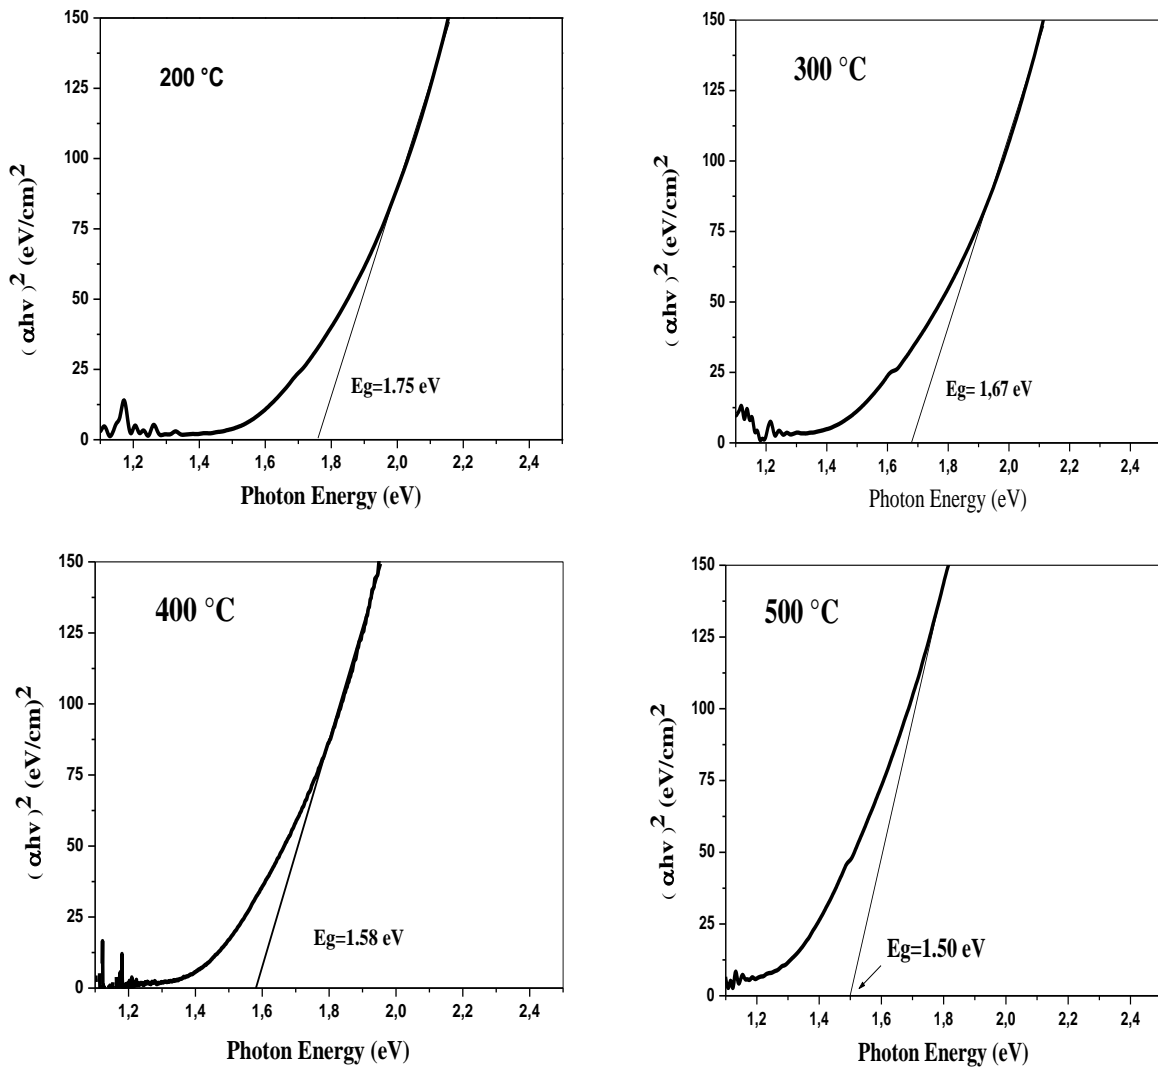 200 °C
( αhν )2 (eV/cm)2
150
125
100
75
50
25
0
Eg=1.75 eV
1,2 1,4 1,6 1,8 2,0 2,2 2,4
Photon Energy (eV)
300 °C
( αhν )2 (eV/cm)2
150
125
100
75
50
25
0
Eg= 1,67 eV
1,2 1,4 1,6 1,8 2,0 2,2 2,4
Photon Energy (eV)
400 °C
( αhν )2 (eV/cm)2
150
125
100
75
50
25
0
Eg=1.58 eV
1,2 1,4 1,6 1,8 2,0 2,2 2,4
Photon Energy (eV)
500 °C
( αhν )2 (eV/cm)2
150
125
100
75
50
25
0
Eg=1.50 eV
1,2 1,4 1,6 1,8 2,0 2,2 2,4
Photon Energy (eV)